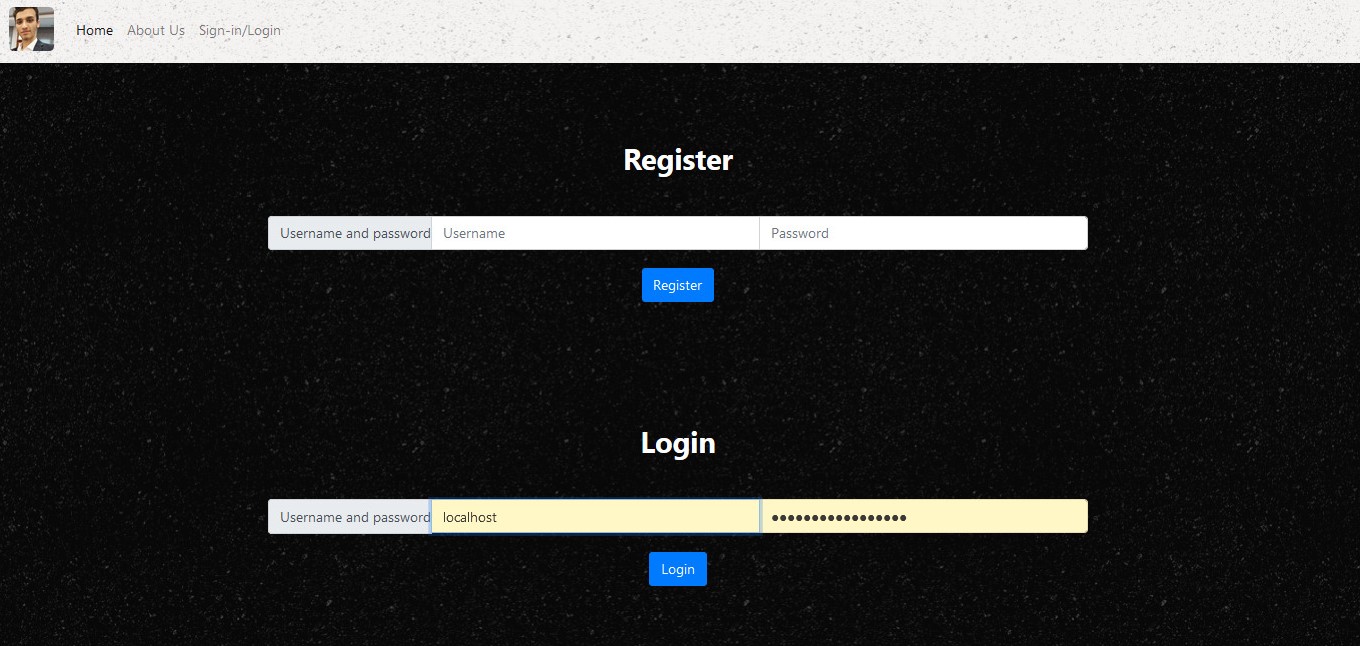 Home About Us Sign-in/Login
Register
Username and password Username Password
Register
Login
Username and password localhost •••••••••••••••••
Login